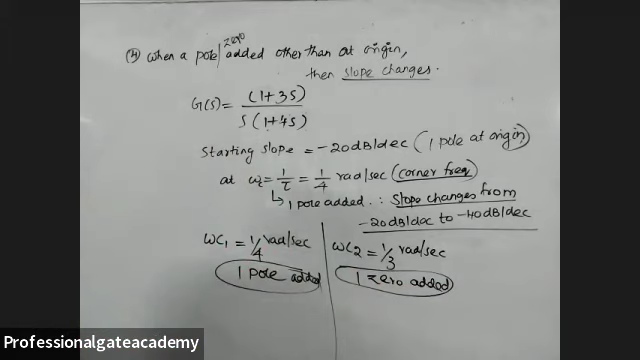 (4) when a pole/zero added other than at origin,
then slope changes.
G(s) = (1+3s) / s(1+4s)
Starting slope = -20dB/dec (1 pole at origin)
at ωc = 1/τ = 1/4 rad/sec (corner freq)
↳ 1 pole added. ∴ slope changes from
-20dB/dec to -40dB/dec
ωc1 = 1/4 rad/sec
1 pole added
ωc2 = 1/3 rad/sec
1 zero added
Professionalgateacademy